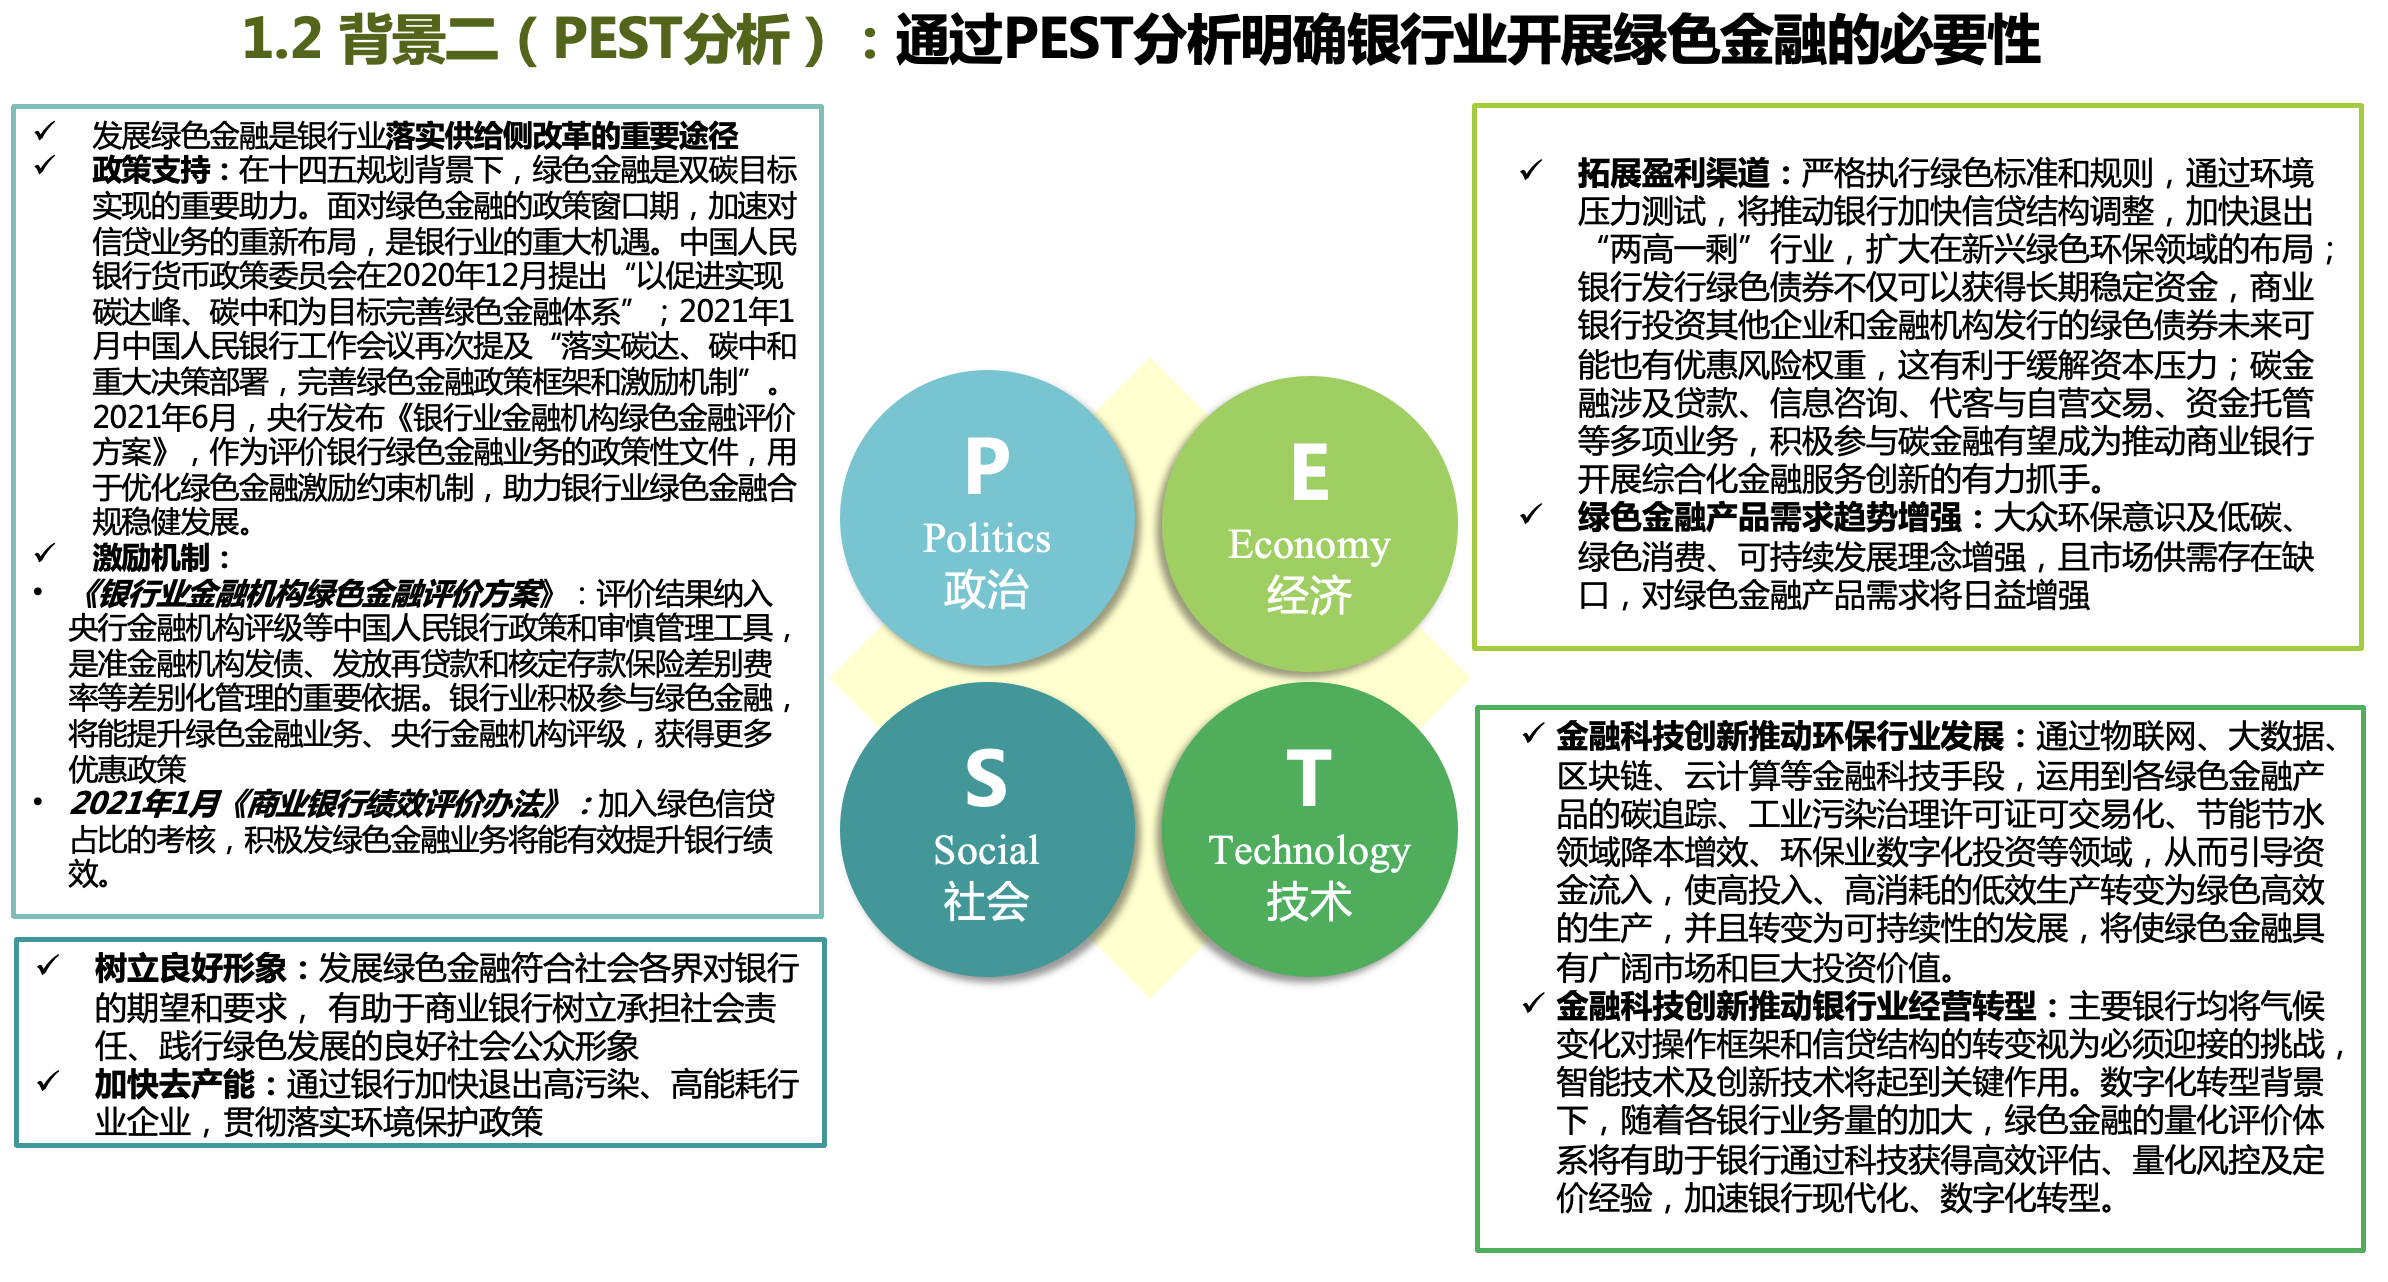 1.2 背景二（PEST分析）：通过PEST分析明确银行业开展绿色金融的必要性
✓ 发展绿色金融是银行业落实供给侧改革的重要途径
✓ 政策支持：在十四五规划背景下，绿色金融是双碳目标
实现的重要助力。面对绿色金融的政策窗口期，加速对
信贷业务的重新布局，是银行业的重大机遇。中国人民
银行货币政策委员会在2020年12月提出“以促进实现
碳达峰、碳中和为目标完善绿色金融体系”；2021年1
月中国人民银行工作会议再次提及“落实碳达、碳中和
重大决策部署，完善绿色金融政策框架和激励机制”。
2021年6月，央行发布《银行业金融机构绿色金融评价
方案》，作为评价银行绿色金融业务的政策性文件，用
于优化绿色金融激励约束机制，助力银行业绿色金融合
规稳健发展。
✓ 激励机制：
• 《银行业金融机构绿色金融评价方案》：评价结果纳入
央行金融机构评级等中国人民银行政策和审慎管理工具，
是准金融机构发债、发放再贷款和核定存款保险差别费
率等差别化管理的重要依据。银行业积极参与绿色金融，
将能提升绿色金融业务、央行金融机构评级，获得更多
优惠政策
• 2021年1月《商业银行绩效评价办法》：加入绿色信贷
占比的考核，积极发绿色金融业务将能有效提升银行绩
效。
✓ 树立良好形象：发展绿色金融符合社会各界对银行
的期望和要求， 有助于商业银行树立承担社会责
任、践行绿色发展的良好社会公众形象
✓ 加快去产能：通过银行加快退出高污染、高能耗行
业企业，贯彻落实环境保护政策
P
Politics
政治
E
Economy
经济
S
Social
社会
T
Technology
技术
✓ 拓展盈利渠道：严格执行绿色标准和规则，通过环境
压力测试，将推动银行加快信贷结构调整，加快退出
“两高一剩”行业，扩大在新兴绿色环保领域的布局；
银行发行绿色债券不仅可以获得长期稳定资金，商业
银行投资其他企业和金融机构发行的绿色债券未来可
能也有优惠风险权重，这有利于缓解资本压力；碳金
融涉及贷款、信息咨询、代客与自营交易、资金托管
等多项业务，积极参与碳金融有望成为推动商业银行
开展综合化金融服务创新的有力抓手。
✓ 绿色金融产品需求趋势增强：大众环保意识及低碳、
绿色消费、可持续发展理念增强，且市场供需存在缺
口，对绿色金融产品需求将日益增强
✓ 金融科技创新推动环保行业发展：通过物联网、大数据、
区块链、云计算等金融科技手段，运用到各绿色金融产
品的碳追踪、工业污染治理许可证可交易化、节能节水
领域降本增效、环保业数字化投资等领域，从而引导资
金流入，使高投入、高消耗的低效生产转变为绿色高效
的生产，并且转变为可持续性的发展，将使绿色金融具
有广阔市场和巨大投资价值。
✓ 金融科技创新推动银行业经营转型：主要银行均将气候
变化对操作框架和信贷结构的转变视为必须迎接的挑战，
智能技术及创新技术将起到关键作用。数字化转型背景
下，随着各银行业务量的加大，绿色金融的量化评价体
系将有助于银行通过科技获得高效评估、量化风控及定
价经验，加速银行现代化、数字化转型。